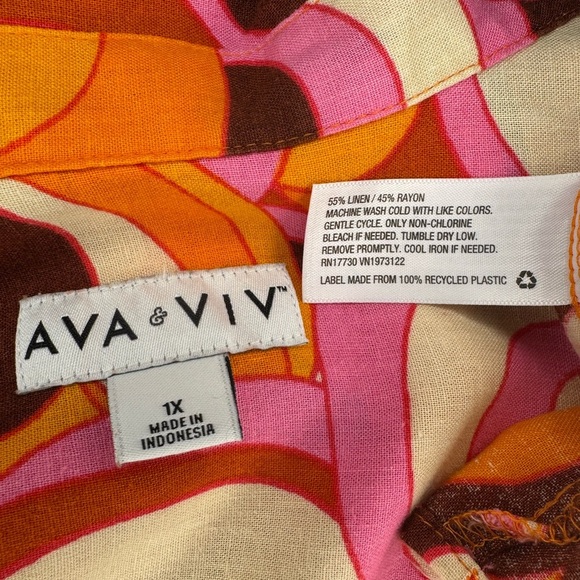 55% LINEN / 45% RAYON
MACHINE WASH COLD WITH LIKE COLORS.
GENTLE CYCLE. ONLY NON-CHLORINE
BLEACH IF NEEDED. TUMBLE DRY LOW.
REMOVE PROMPTLY. COOL IRON IF NEEDED.
RN17730 VN1973122
LABEL MADE FROM 100% RECYCLED PLASTIC
AVA & VIV™
1X
MADE IN
INDONESIA